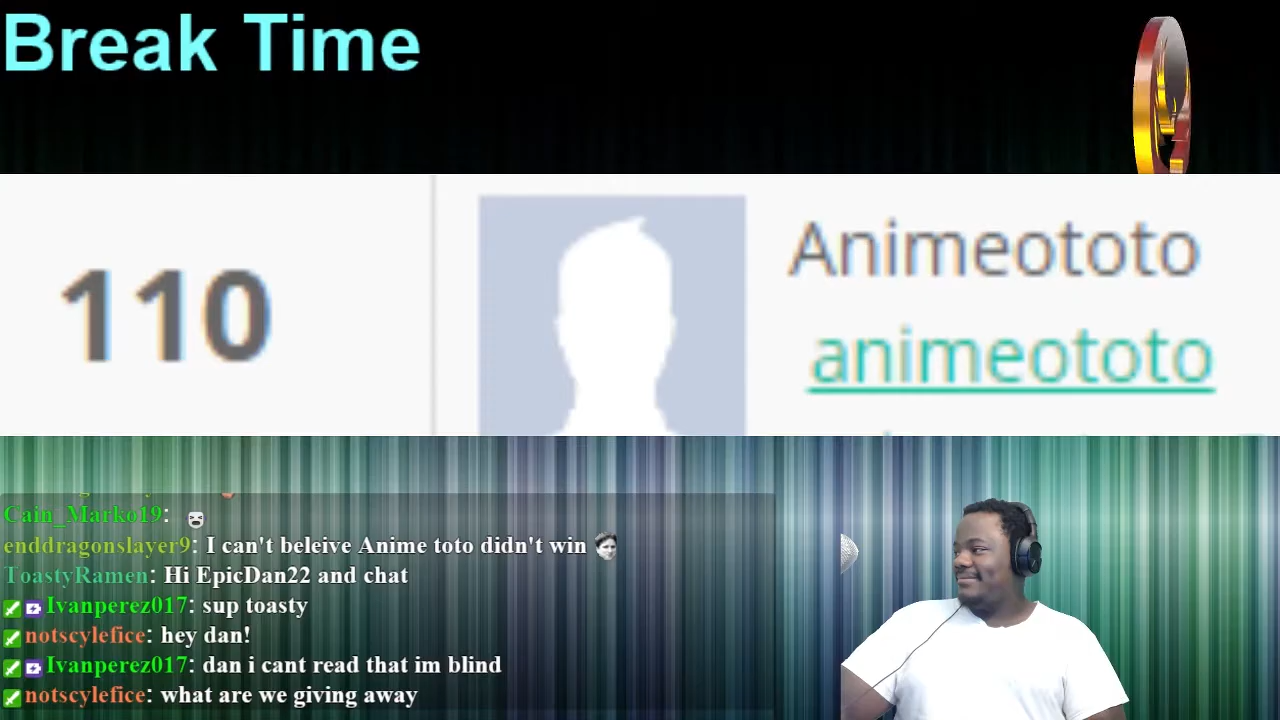 Break Time
110
Animeototo
animeototo
Cain_Marko19:
enddragonslayer9: I can't beleive Anime toto didn't win
ToastyRamen: Hi EpicDan22 and chat
Ivanperez017: sup toasty
notscylefice: hey dan!
Ivanperez017: dan i cant read that im blind
notscylefice: what are we giving away